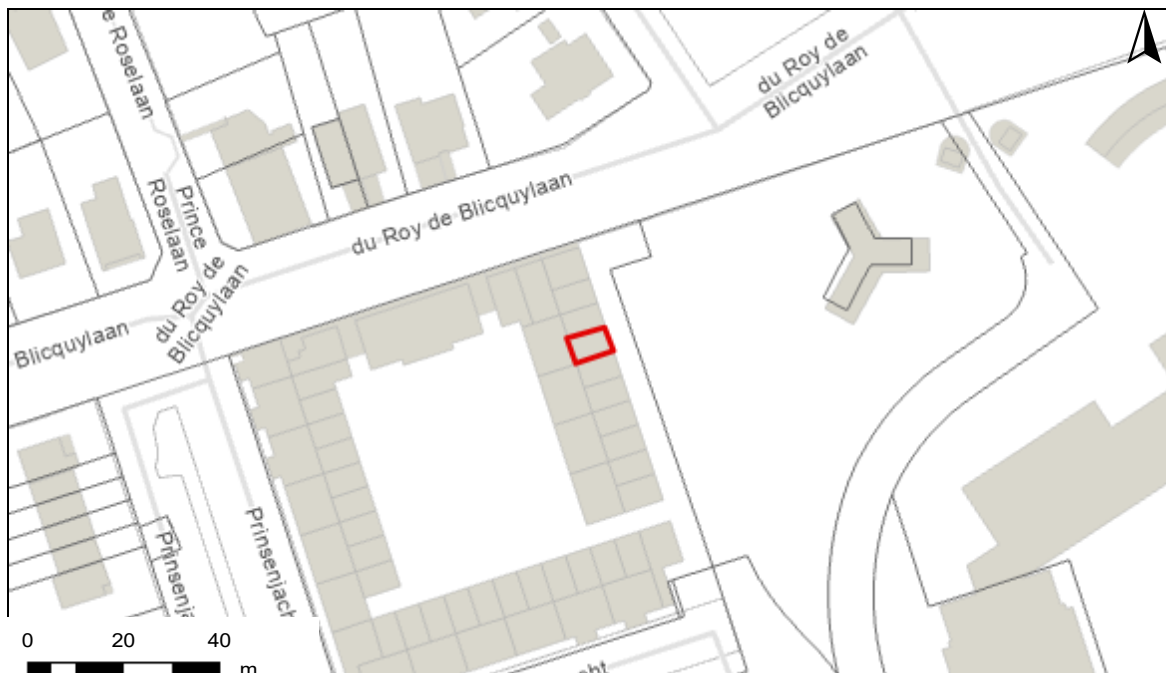 e Roselaan
du Roy de
Blicquylaan
Prince
Roselaan
du Roy de Blicquylaan
du Roy de
Blicquylaan
Blicquylaan
Prinsenjacht
Prinsenja
ht
0 20 40
m